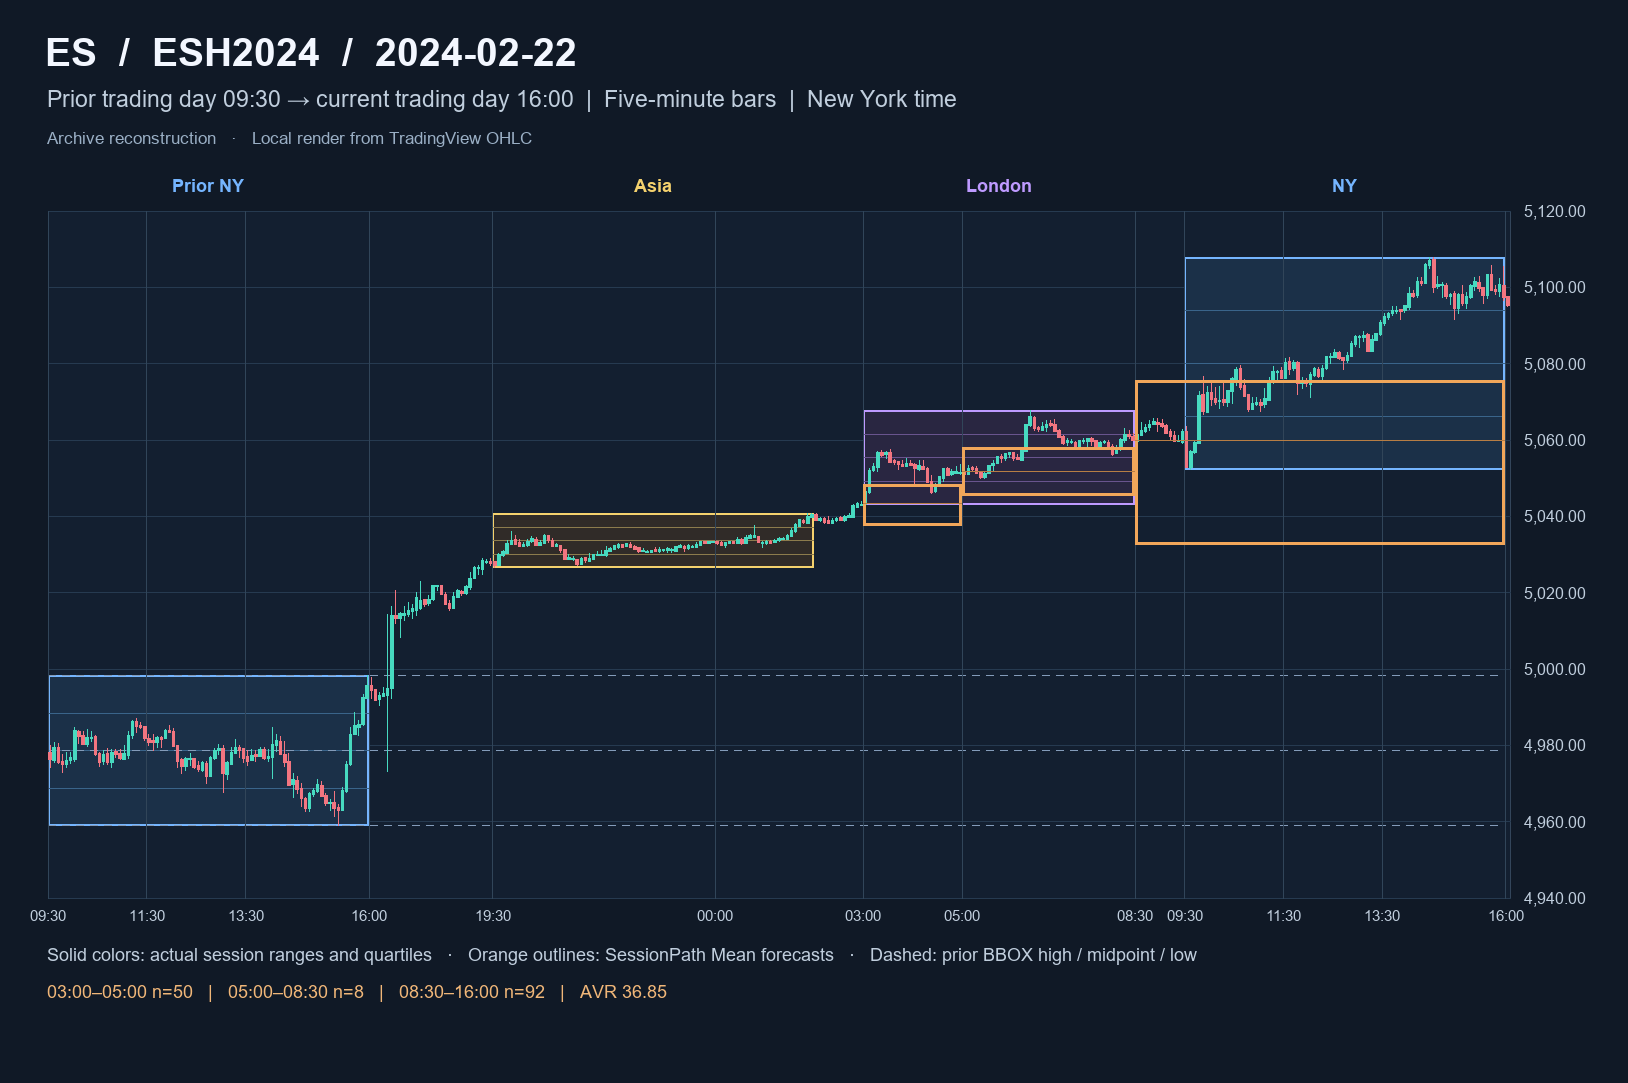 ES / ESH2024 / 2024-02-22
Prior trading day 09:30 → current trading day 16:00 | Five-minute bars | New York time
Archive reconstruction · Local render from TradingView OHLC
Prior NY Asia London NY
5,120.00
5,100.00
5,080.00
5,060.00
5,040.00
5,020.00
5,000.00
4,980.00
4,960.00
4,940.00
09:30 11:30 13:30 16:00 19:30 00:00 03:00 05:00 08:30 09:30 11:30 13:30 16:00
Solid colors: actual session ranges and quartiles · Orange outlines: SessionPath Mean forecasts · Dashed: prior BBOX high / midpoint / low
03:00–05:00 n=50 | 05:00–08:30 n=8 | 08:30–16:00 n=92 | AVR 36.85